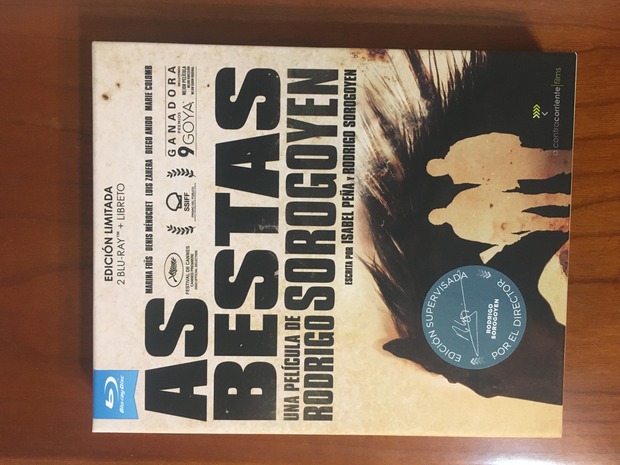 Blu-ray Disc
EDICIÓN LIMITADA
2 BLU-RAY™ + LIBRETO
MARINA FOÏS DENIS MÉNOCHET LUIS ZAHERA DIEGO ANIDO MARIE COLOMB
FESTIVAL DE CANNES
SSIFF
GANADORA
PREMIOS
9 GOYA
AS
BESTAS
UNA PELÍCULA DE
RODRIGO SOROGOYEN
ESCRITA POR ISABEL PEÑA Y RODRIGO SOROGOYEN
EDICIÓN SUPERVISADA
RODRIGO
SOROGOYEN
POR EL DIRECTOR
a contracorriente films